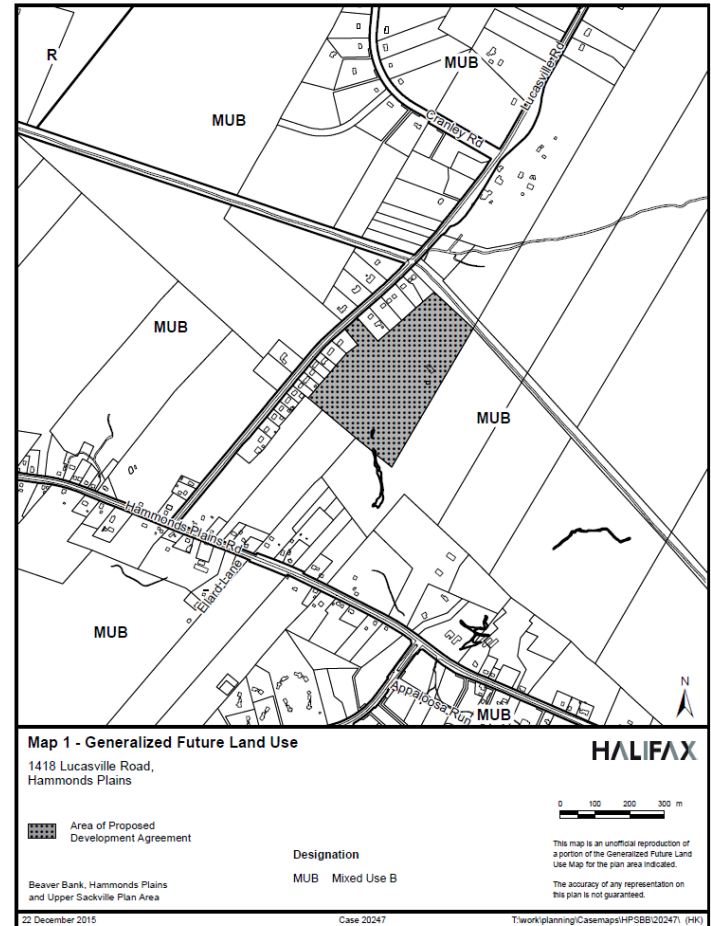 R
MUB
MUB
Lucasville Rd
Cranley Rd
MUB
MUB
Hammonds Plains Rd
Ellard Lane
MUB
Appaloosa Run
MUB
N
Map 1 - Generalized Future Land Use
1418 Lucasville Road,
Hammonds Plains
HALIFAX
Area of Proposed
Development Agreement
0 100 200 300 m
Designation
MUB Mixed Use B
This map is an unofficial reproduction of
a portion of the Generalized Future Land
Use Map for the plan area indicated.
The accuracy of any representation on
this plan is not guaranteed.
Beaver Bank, Hammonds Plains
and Upper Sackville Plan Area
22 December 2015
Case 20247
T:\work\planning\Casemaps\HPSBB\20247\ (HK)